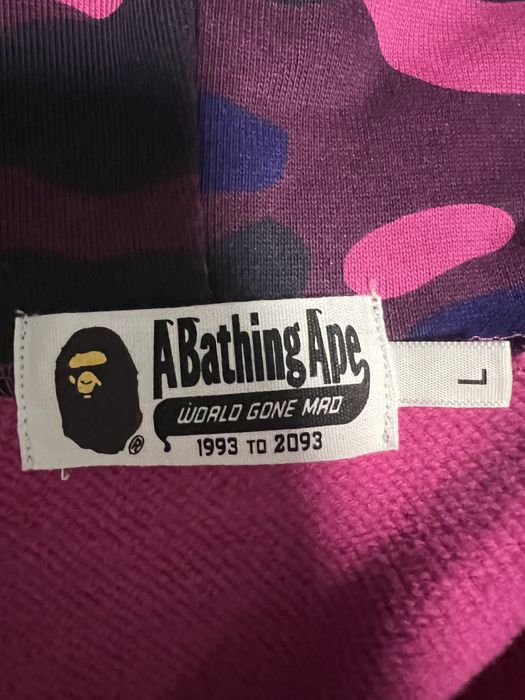 A Bathing Ape
WORLD GONE MAD
1993 TO 2093
®
L